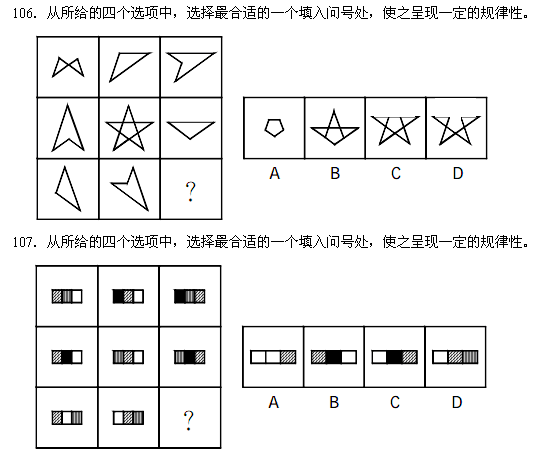 106. 从所给的四个选项中，选择最合适的一个填入问号处，使之呈现一定的规律性。
?
A B C D
107. 从所给的四个选项中，选择最合适的一个填入问号处，使之呈现一定的规律性。
?
A B C D